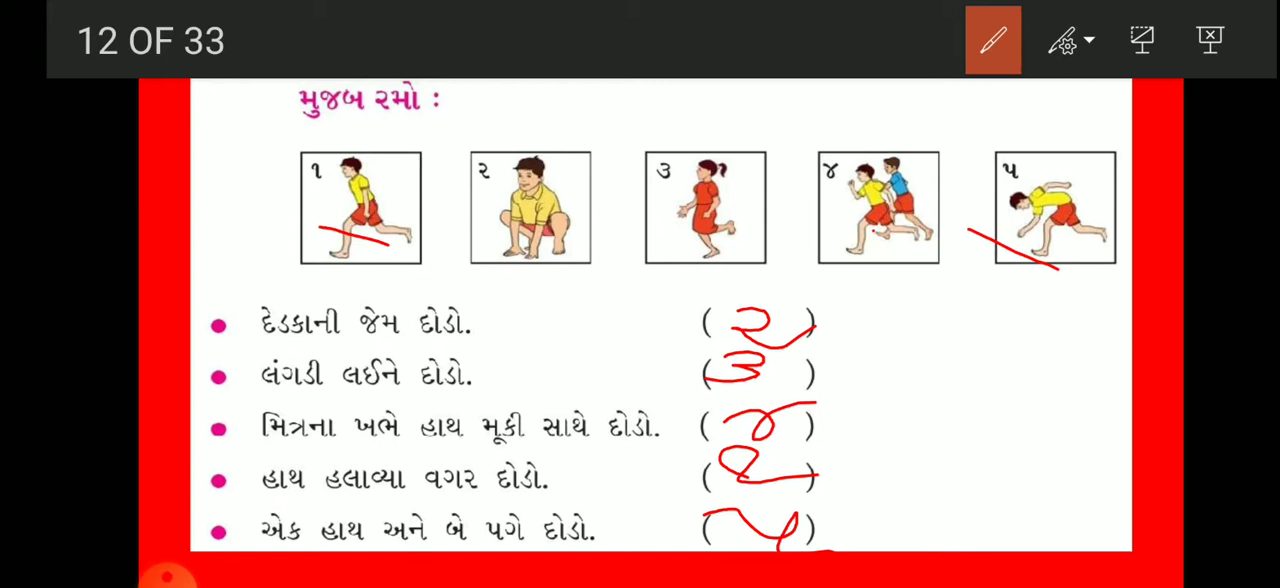 12 OF 33
મુજબ રમો :
૧ ૨ ૩ ૪ ૫
• દેડકાની જેમ દોડો. ( ૨ )
• લંગડી લઈને દોડો. ( ૩ )
• મિત્રના ખભે હાથ મૂકી સાથે દોડો. ( ૪ )
• હાથ હલાવ્યા વગર દોડો. ( ૧ )
• એક હાથ અને બે પગે દોડો. ( ૫ )